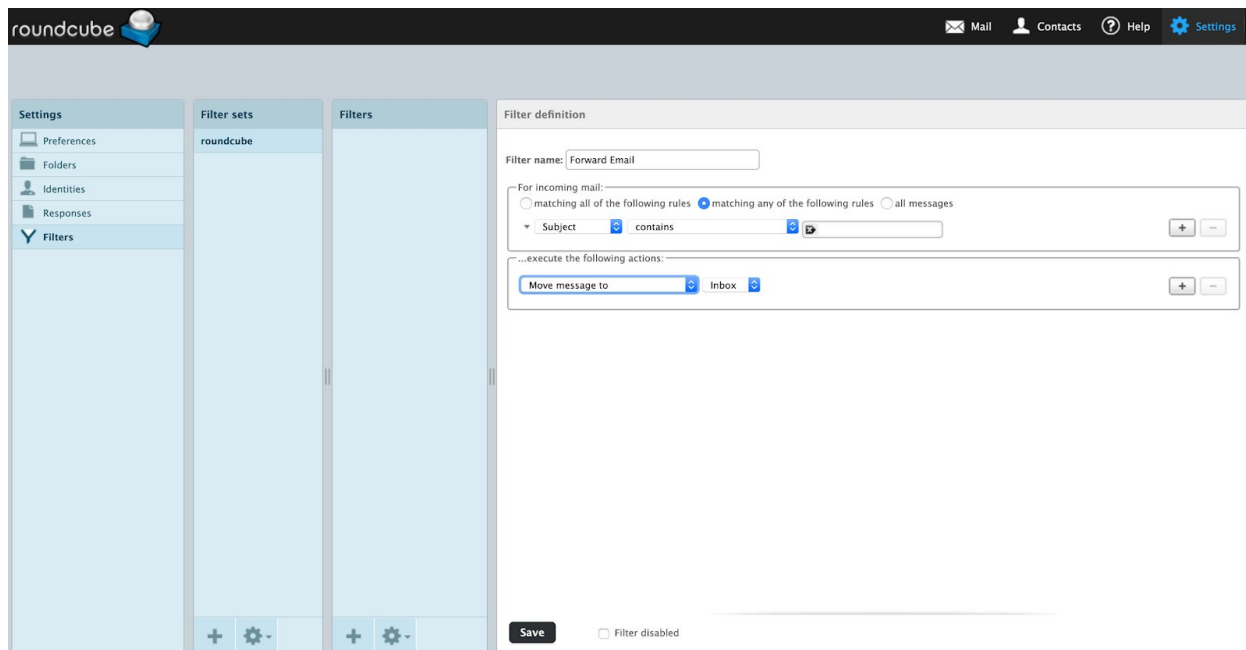 roundcube
Mail Contacts Help Settings
Settings
Preferences
Folders
Identities
Responses
Filters
Filter sets
roundcube
Filters
Filter definition
Filter name: Forward Email
For incoming mail:
matching all of the following rules matching any of the following rules all messages
Subject contains
...execute the following actions:
Move message to Inbox
Save Filter disabled